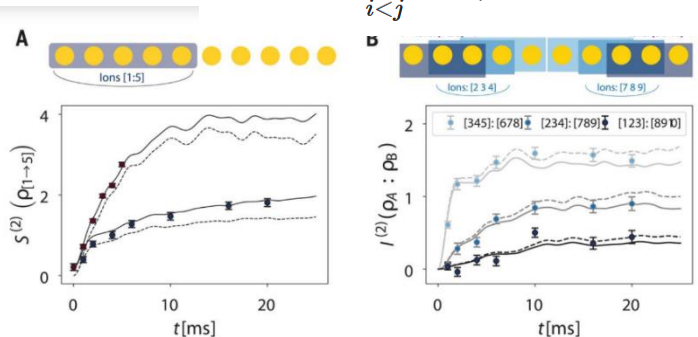 i<j
A
Ions [1:5]
4
2
0
S(2) (ρ[1→5])
0
10
20
t[ms]
B
Ions: [2 3 4]
Ions: [7 8 9]
[345]: [678]
[234]: [789]
[123]: [8910]
2
1
0
I(2)(ρA : ρB)
0
10
20
t[ms]